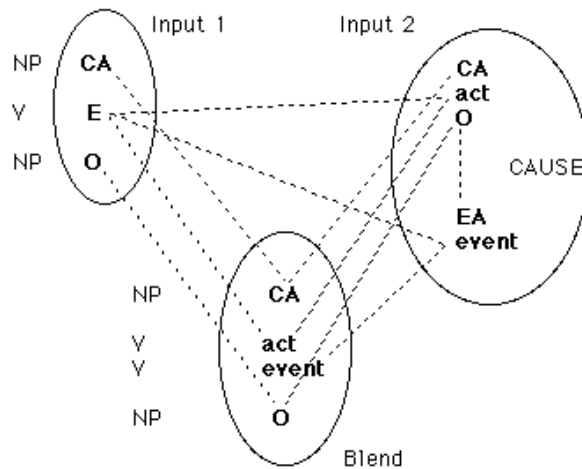 Input 1
Input 2
NP CA
V E
NP O
CA
act
O
CAUSE
EA
event
NP CA
V act
V event
NP O
Blend